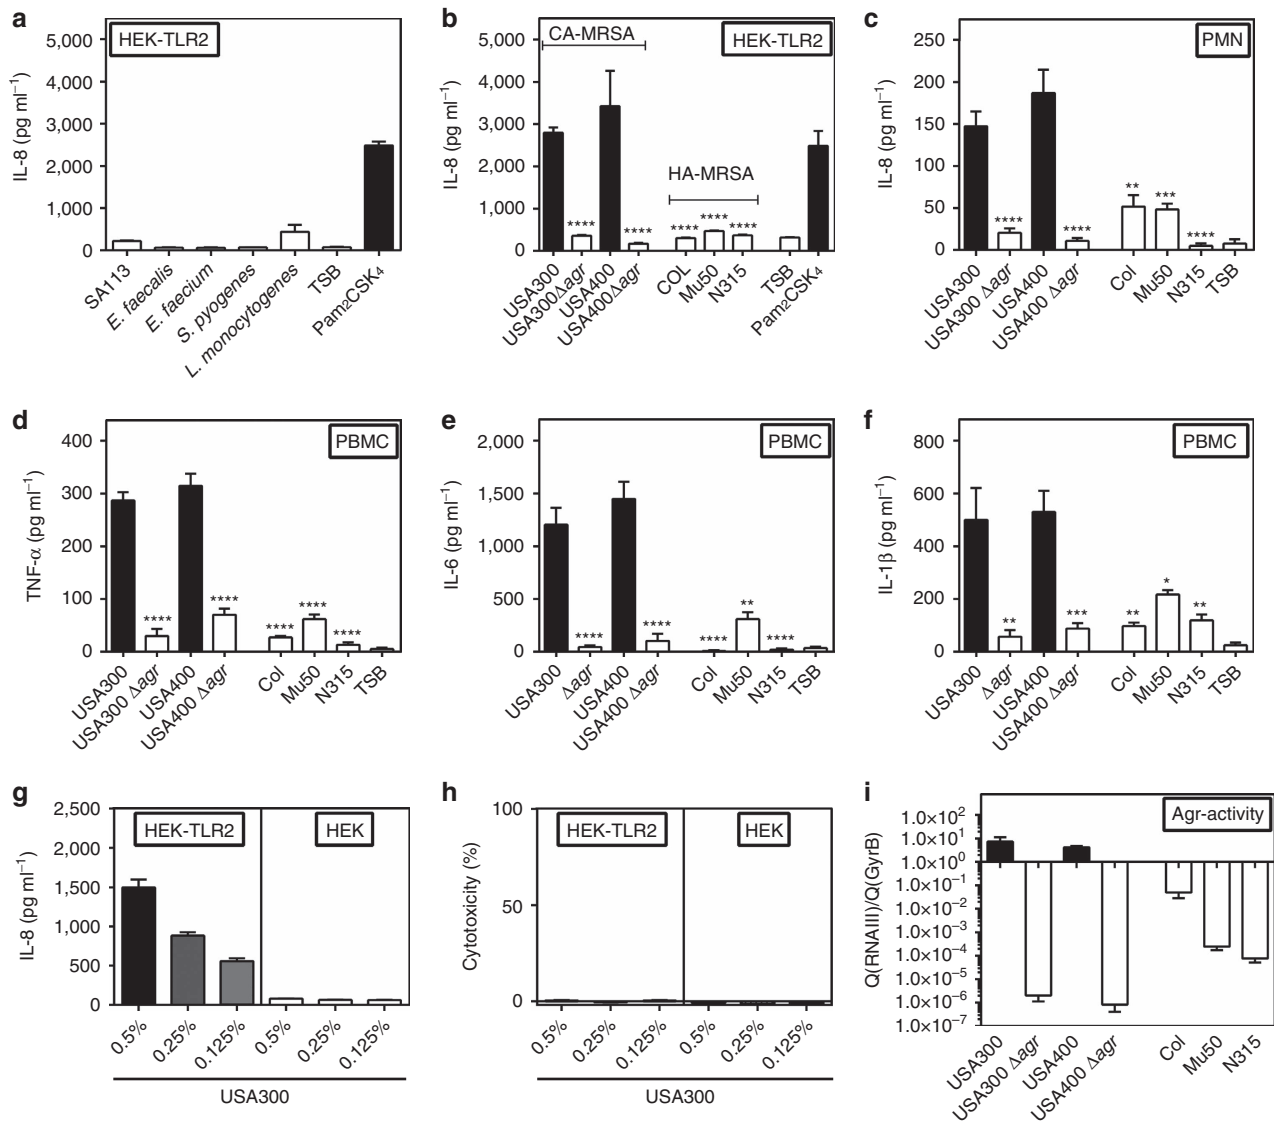 a
HEK-TLR2
5,000
4,000
3,000
2,000
1,000
0
IL-8 (pg ml−1)
SA113
E. faecalis
E. faecium
S. pyogenes
L. monocytogenes
TSB
Pam2CSK4
b
CA-MRSA
HEK-TLR2
5,000
4,000
3,000
2,000
1,000
0
IL-8 (pg ml−1)
HA-MRSA
****
****
****
****
****
USA300
USA300Δagr
USA400
USA400Δagr
COL
Mu50
N315
TSB
Pam2CSK4
c
PMN
250
200
150
100
50
0
IL-8 (pg ml−1)
****
****
**
***
****
USA300
USA300 Δagr
USA400
USA400 Δagr
Col
Mu50
N315
TSB
d
PBMC
400
300
200
100
0
TNF-α (pg ml−1)
****
****
****
****
****
USA300
USA300 Δagr
USA400
USA400 Δagr
Col
Mu50
N315
TSB
e
PBMC
2,000
1,500
1,000
500
0
IL-6 (pg ml−1)
****
****
****
**
****
USA300
Δagr
USA400
USA400 Δagr
Col
Mu50
N315
TSB
f
PBMC
800
600
400
200
0
IL-1β (pg ml−1)
**
***
**
*
**
USA300
Δagr
USA400
USA400 Δagr
Col
Mu50
N315
TSB
g
HEK-TLR2
HEK
2,500
2,000
1,500
1,000
500
0
IL-8 (pg ml−1)
0.5%
0.25%
0.125%
0.5%
0.25%
0.125%
USA300
h
HEK-TLR2
HEK
100
50
0
Cytotoxicity (%)
0.5%
0.25%
0.125%
0.5%
0.25%
0.125%
USA300
i
Agr-activity
1.0×102
1.0×101
1.0×100
1.0×10−1
1.0×10−2
1.0×10−3
1.0×10−4
1.0×10−5
1.0×10−6
1.0×10−7
Q(RNAIII)/Q(GyrB)
USA300
USA300 Δagr
USA400
USA400 Δagr
Col
Mu50
N315